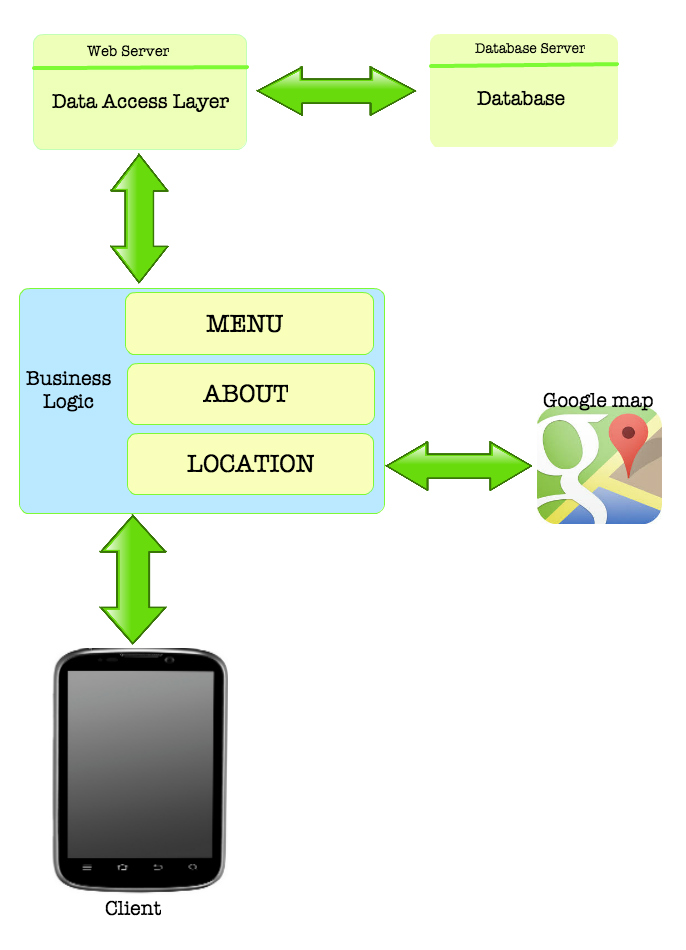 Web Server
Data Access Layer
Database Server
Database
MENU
ABOUT
LOCATION
Business
Logic
Google map
g
Client